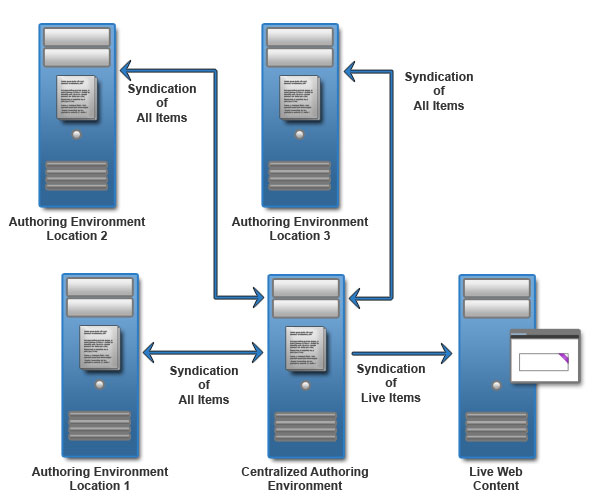 Syndication
of
All Items
Syndication
of
All Items
Authoring Environment
Location 2
Authoring Environment
Location 3
Syndication
of
All Items
Syndication
of
Live Items
Authoring Environment
Location 1
Centralized Authoring
Environment
Live Web
Content